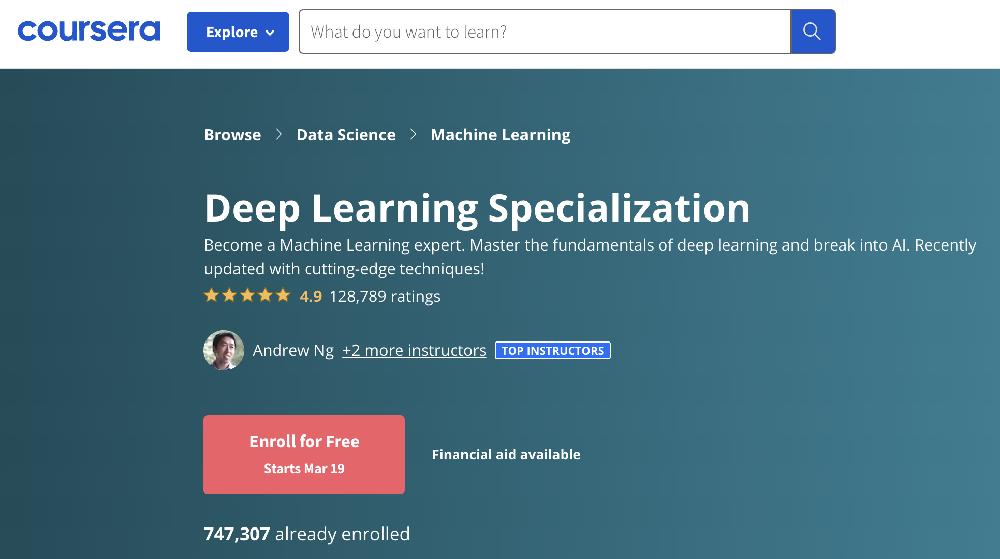 coursera
Explore
What do you want to learn?
Browse > Data Science > Machine Learning
Deep Learning Specialization
Become a Machine Learning expert. Master the fundamentals of deep learning and break into AI. Recently
updated with cutting-edge techniques!
4.9 128,789 ratings
Andrew Ng +2 more instructors TOP INSTRUCTORS
Enroll for Free
Starts Mar 19
Financial aid available
747,307 already enrolled